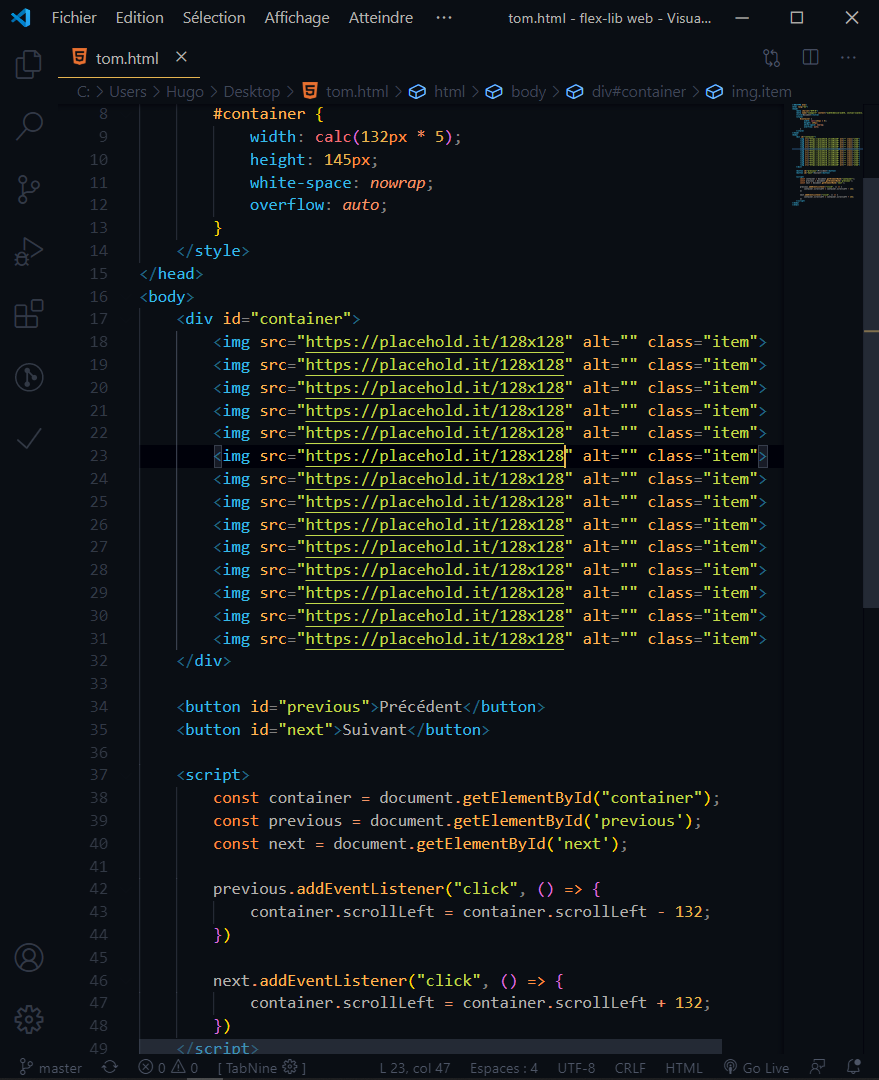 Fichier Edition Sélection Affichage Atteindre ··· tom.html - flex-lib web - Visua...
tom.html
C: > Users > Hugo > Desktop > tom.html > html > body > div#container > img.item
8 #container {
9 width: calc(132px * 5);
10 height: 145px;
11 white-space: nowrap;
12 overflow: auto;
13 }
14 </style>
15 </head>
16 <body>
17 <div id="container">
18 <img src="https://placehold.it/128x128" alt="" class="item">
19 <img src="https://placehold.it/128x128" alt="" class="item">
20 <img src="https://placehold.it/128x128" alt="" class="item">
21 <img src="https://placehold.it/128x128" alt="" class="item">
22 <img src="https://placehold.it/128x128" alt="" class="item">
23 <img src="https://placehold.it/128x128" alt="" class="item">
24 <img src="https://placehold.it/128x128" alt="" class="item">
25 <img src="https://placehold.it/128x128" alt="" class="item">
26 <img src="https://placehold.it/128x128" alt="" class="item">
27 <img src="https://placehold.it/128x128" alt="" class="item">
28 <img src="https://placehold.it/128x128" alt="" class="item">
29 <img src="https://placehold.it/128x128" alt="" class="item">
30 <img src="https://placehold.it/128x128" alt="" class="item">
31 <img src="https://placehold.it/128x128" alt="" class="item">
32 </div>
33
34 <button id="previous">Précédent</button>
35 <button id="next">Suivant</button>
36
37 <script>
38 const container = document.getElementById("container");
39 const previous = document.getElementById('previous');
40 const next = document.getElementById('next');
41
42 previous.addEventListener("click", () => {
43 container.scrollLeft = container.scrollLeft - 132;
44 })
45
46 next.addEventListener("click", () => {
47 container.scrollLeft = container.scrollLeft + 132;
48 })
49 </script>
master 0 0 [ TabNine ] L 23, col 47 Espaces : 4 UTF-8 CRLF HTML Go Live